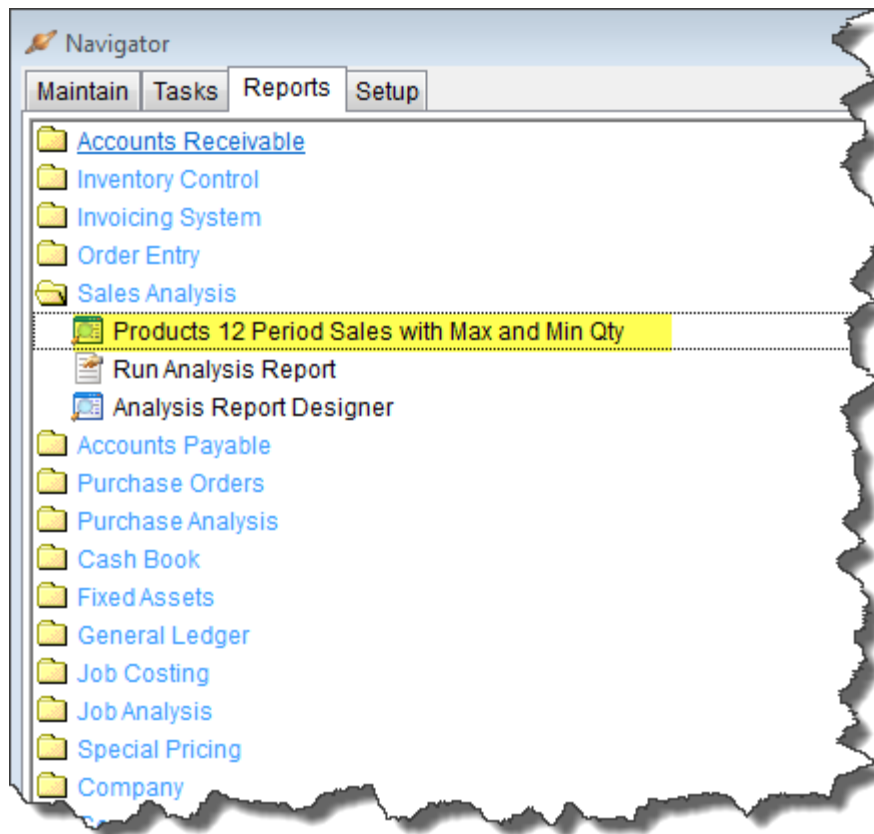 Navigator
Maintain Tasks Reports Setup
Accounts Receivable
Inventory Control
Invoicing System
Order Entry
Sales Analysis
Products 12 Period Sales with Max and Min Qty
Run Analysis Report
Analysis Report Designer
Accounts Payable
Purchase Orders
Purchase Analysis
Cash Book
Fixed Assets
General Ledger
Job Costing
Job Analysis
Special Pricing
Company